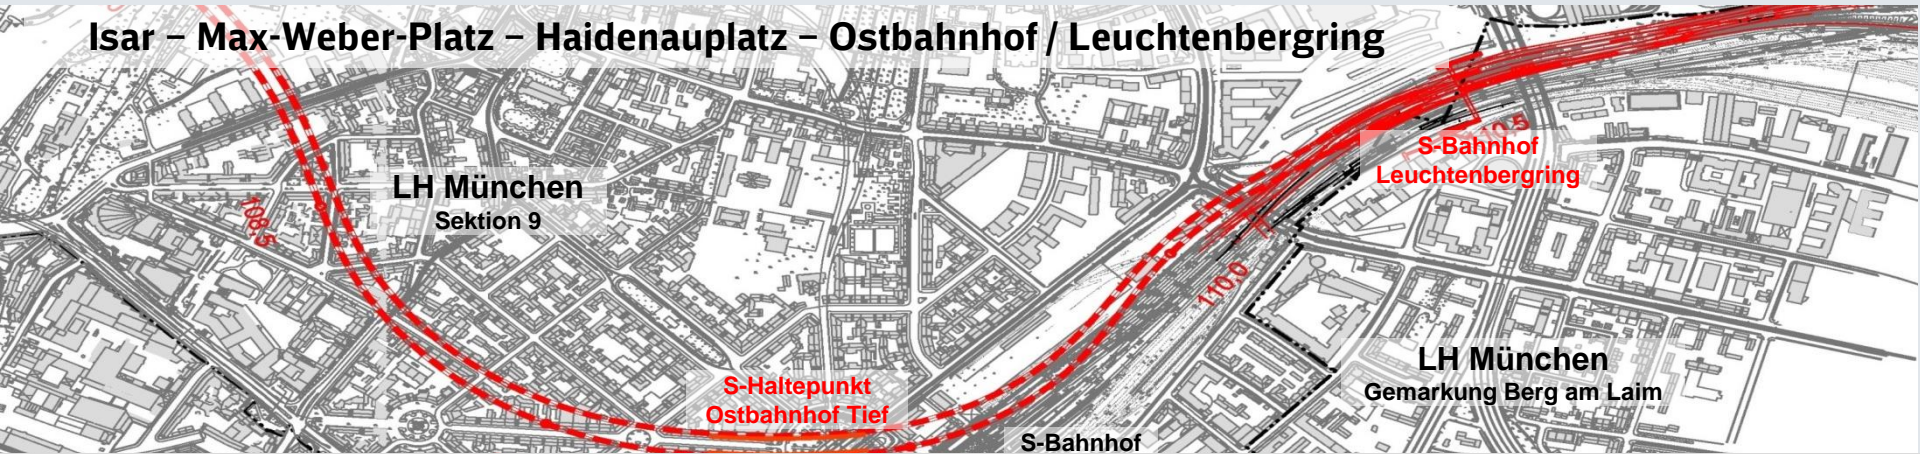 Isar – Max-Weber-Platz – Haidenauplatz – Ostbahnhof / Leuchtenbergring
110,5
S-Bahnhof
Leuchtenbergring
LH München
Sektion 9
108,5
110,0
LH München
Gemarkung Berg am Laim
S-Haltepunkt
Ostbahnhof Tief
S-Bahnhof